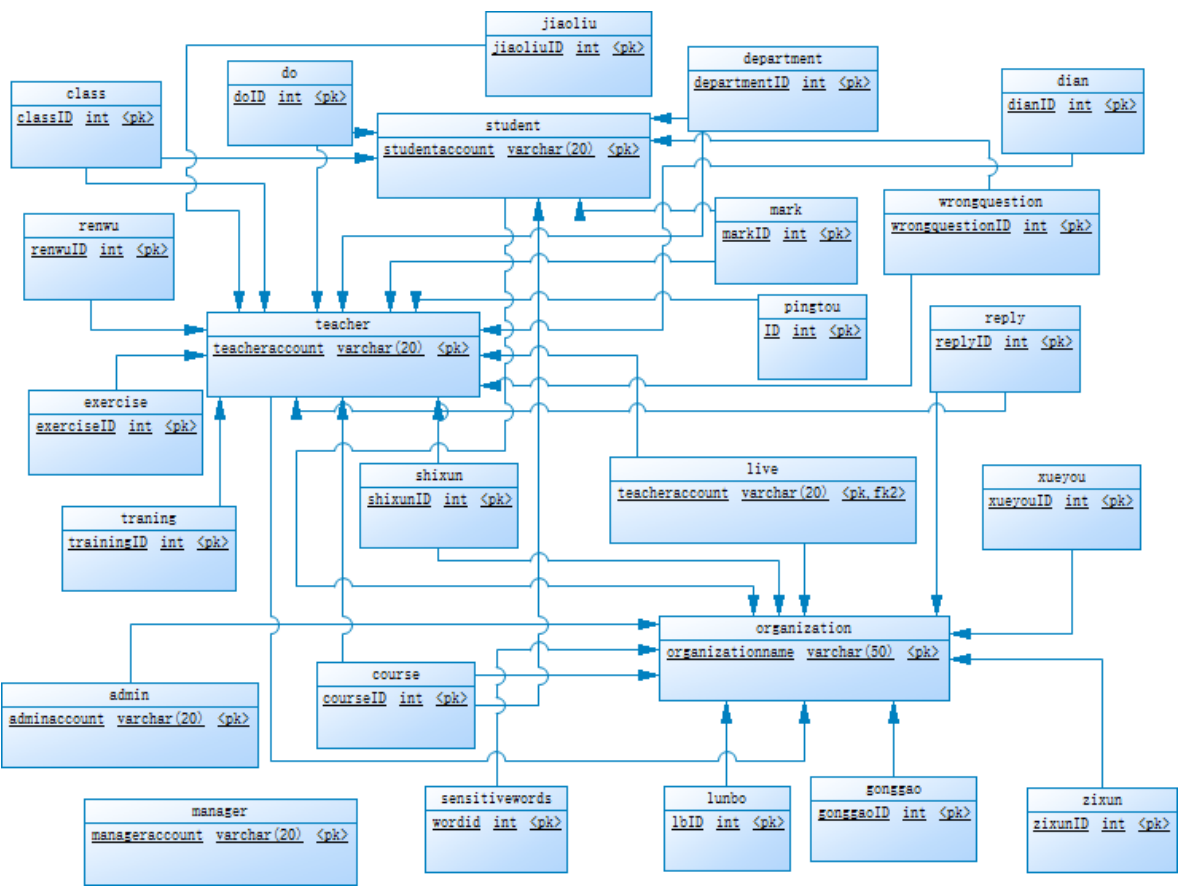 jiaoliu
jiaoliuID int <pk>
do
doID int <pk>
department
departmentID int <pk>
class
classID int <pk>
dian
dianID int <pk>
student
studentaccount varchar(20) <pk>
wrongquestion
wrongquestionID int <pk>
mark
markID int <pk>
renwu
renwuID int <pk>
pingtou
ID int <pk>
reply
replyID int <pk>
teacher
teacheraccount varchar(20) <pk>
exercise
exerciseID int <pk>
shixun
shixunID int <pk>
live
teacheraccount varchar(20) <pk,fk2>
xueyou
xueyouID int <pk>
traning
trainingID int <pk>
organization
organizationname varchar(50) <pk>
course
courseID int <pk>
admin
adminaccount varchar(20) <pk>
manager
manageraccount varchar(20) <pk>
sensitivewords
wordid int <pk>
lunbo
lbID int <pk>
gonggao
gonggaoID int <pk>
zixun
zixunID int <pk>